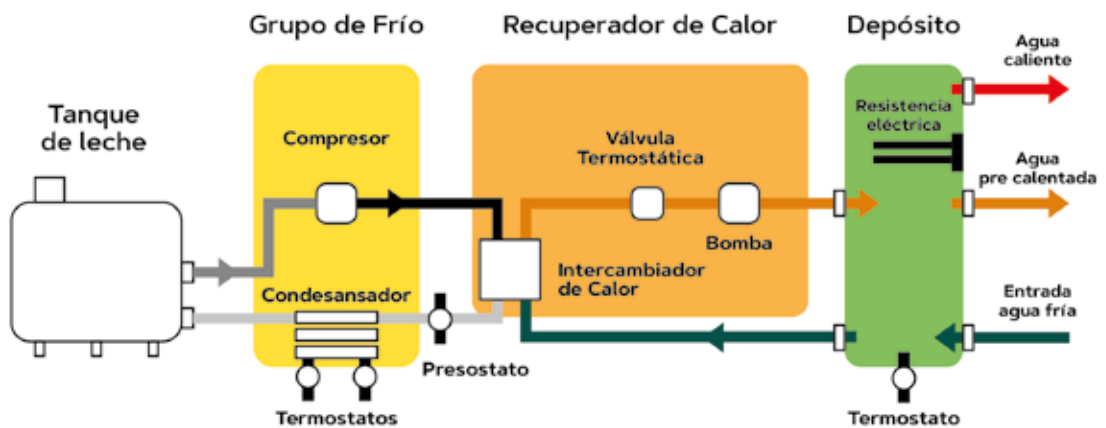 Grupo de Frío
Recuperador de Calor
Depósito
Agua
caliente
Tanque
de leche
Compresor
Válvula
Termostática
Resistencia
eléctrica
Agua
pre calentada
Bomba
Condesansador
Intercambiador
de Calor
Entrada
agua fría
Presostato
Termostatos
Termostato